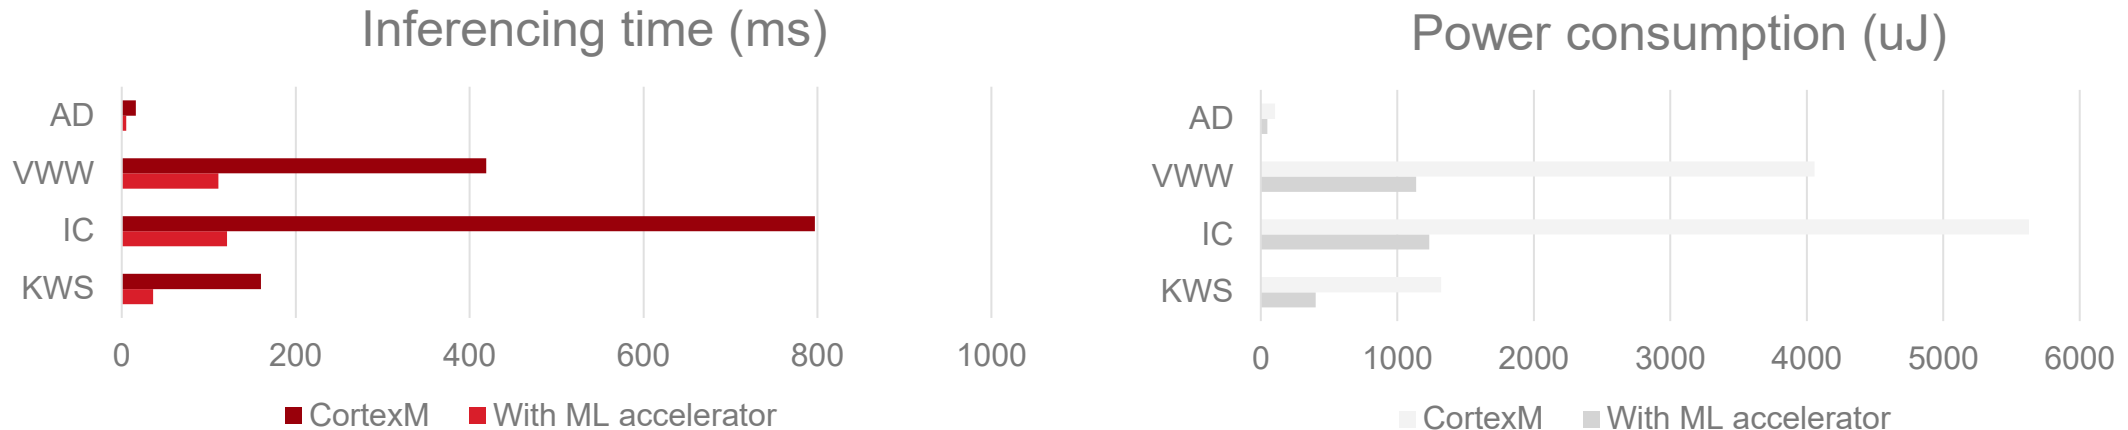 Inferencing time (ms)
AD
VWW
IC
KWS
0 200 400 600 800 1000
CortexM With ML accelerator
Power consumption (uJ)
AD
VWW
IC
KWS
0 1000 2000 3000 4000 5000 6000
CortexM With ML accelerator